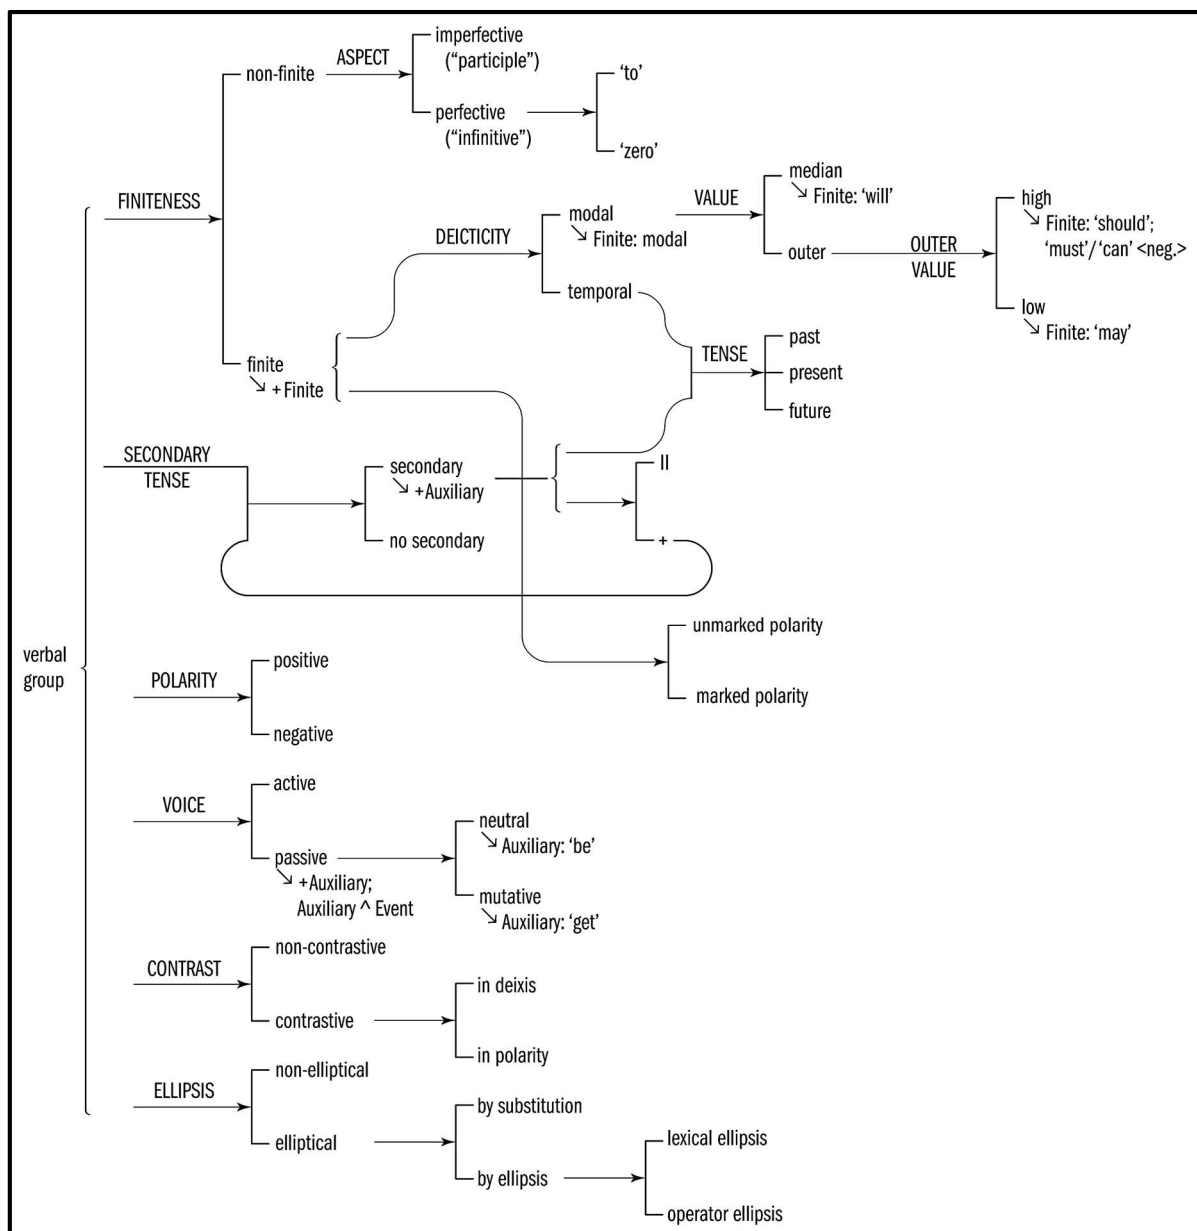 imperfective
(“participle”)
non-finite
ASPECT
‘to’
perfective
(“infinitive”)
‘zero’
FINITENESS
median
↘ Finite: ‘will’
VALUE
modal
↘ Finite: modal
high
↘ Finite: ‘should’;
‘must’/‘can’ <neg.>
DEICTICITY
outer
OUTER
VALUE
temporal
low
↘ Finite: ‘may’
finite
↘ +Finite
past
TENSE
present
future
SECONDARY
TENSE
secondary
↘ +Auxiliary
II
no secondary
+
verbal
group
unmarked polarity
marked polarity
positive
POLARITY
negative
active
VOICE
neutral
↘ Auxiliary: ‘be’
passive
↘ +Auxiliary;
Auxiliary ^ Event
mutative
↘ Auxiliary: ‘get’
non-contrastive
CONTRAST
in deixis
contrastive
in polarity
non-elliptical
ELLIPSIS
by substitution
elliptical
lexical ellipsis
by ellipsis
operator ellipsis